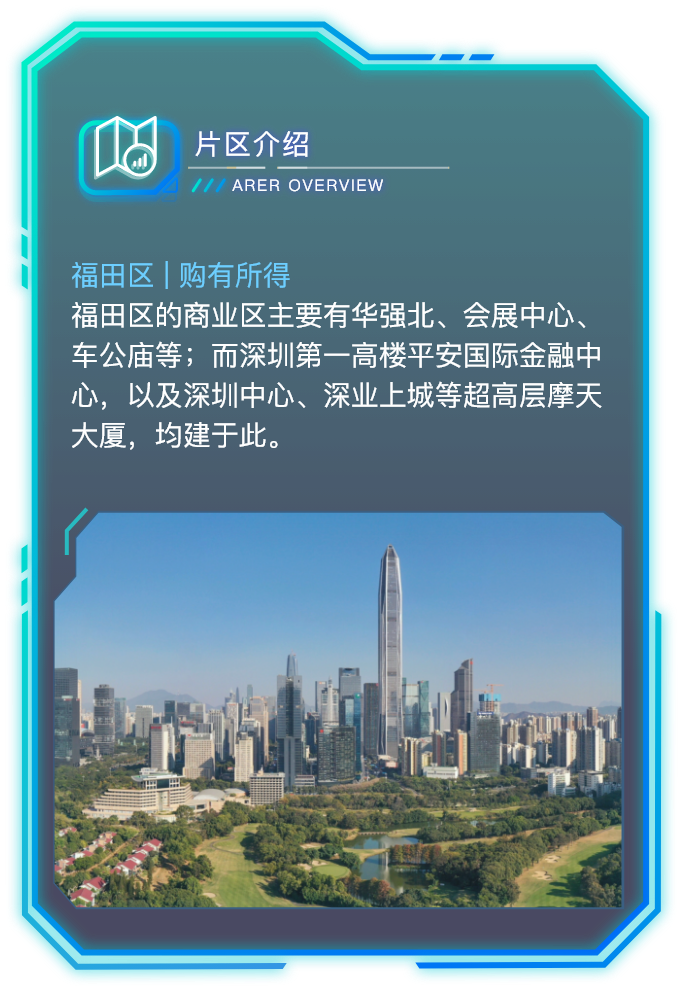 片区介绍
ARER OVERVIEW
福田区 | 购有所得
福田区的商业区主要有华强北、会展中心、
车公庙等；而深圳第一高楼平安国际金融中
心，以及深圳中心、深业上城等超高层摩天
大厦，均建于此。